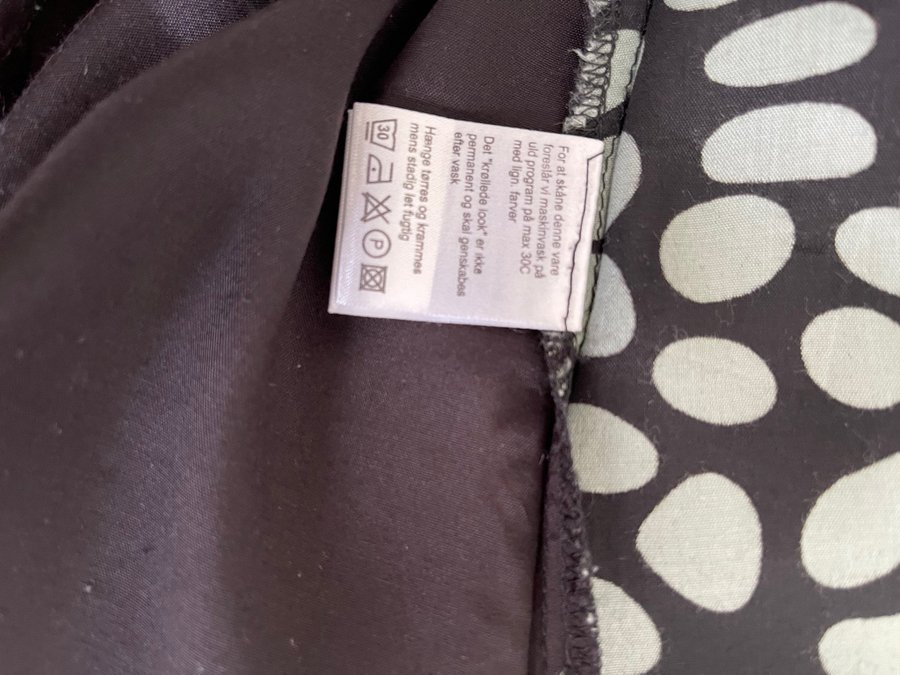 For at skåne denne vare
foreslår vi maskinvask på
uld program på max 30C
med lign. farver
Det "krøllede look" er ikke
permanent og skal genskabes
efter vask
Hænge tørres og krammes
mens stadig let fugtig
30 P